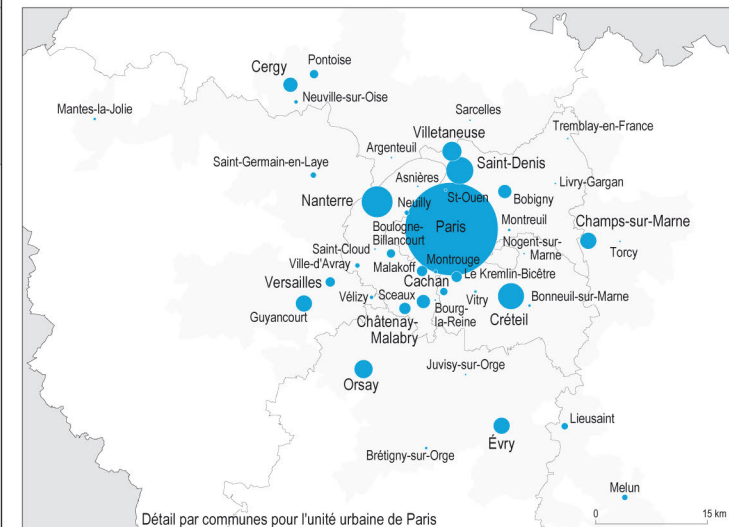 Pontoise
Cergy
Neuville-sur-Oise
Mantes-la-Jolie
Sarcelles
Tremblay-en-France
Villetaneuse
Argenteuil
Saint-Denis
Saint-Germain-en-Laye
Asnières
Livry-Gargan
St-Ouen
Bobigny
Nanterre
Neuilly
Paris
Montreuil
Champs-sur-Marne
Boulogne-
Billancourt
Nogent-sur-
Marne
Torcy
Saint-Cloud
Ville-d'Avray
Malakoff
Montrouge
Le Kremlin-Bicêtre
Cachan
Versailles
Vélizy
Sceaux
Vitry
Bonneuil-sur-Marne
Guyancourt
Bourg-
la-Reine
Créteil
Châtenay-
Malabry
Juvisy-sur-Orge
Orsay
Lieusaint
Évry
Brétigny-sur-Orge
Melun
0 15 km
Détail par communes pour l'unité urbaine de Paris